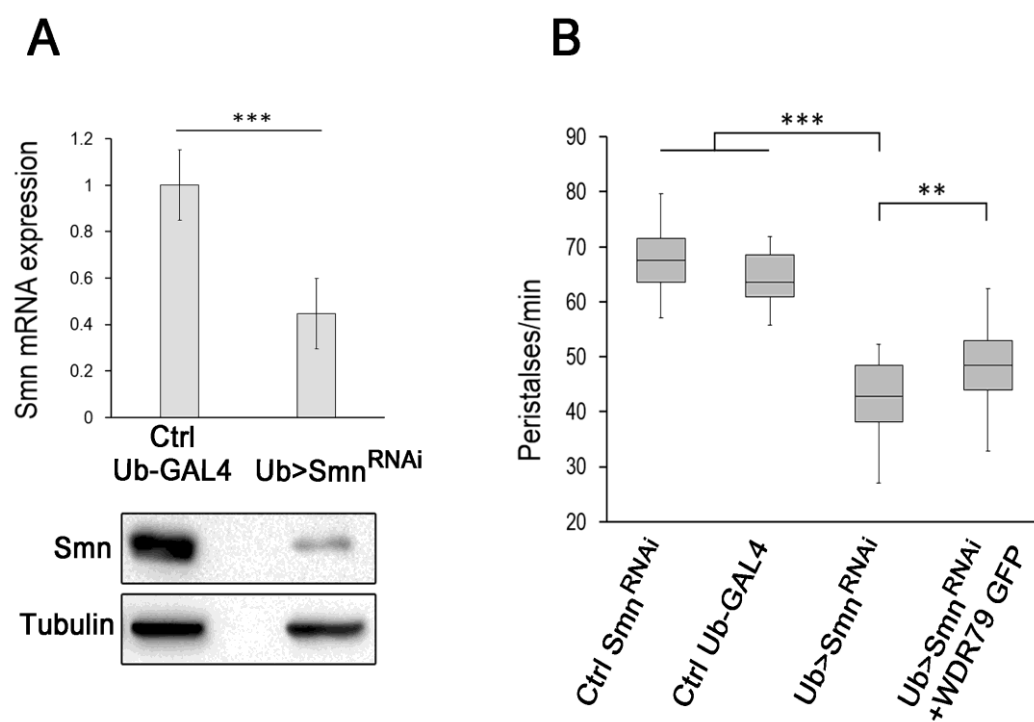 A
***
Smn mRNA expression
1.2
1
0.8
0.6
0.4
0.2
0
Ctrl
Ub-GAL4
Ub>Smn^RNAi
Smn
Tubulin
B
***
**
Peristalses/min
90
80
70
60
50
40
30
20
Ctrl Smn^RNAi
Ctrl Ub-GAL4
Ub>Smn^RNAi
Ub>Smn^RNAi
+WDR79 GFP